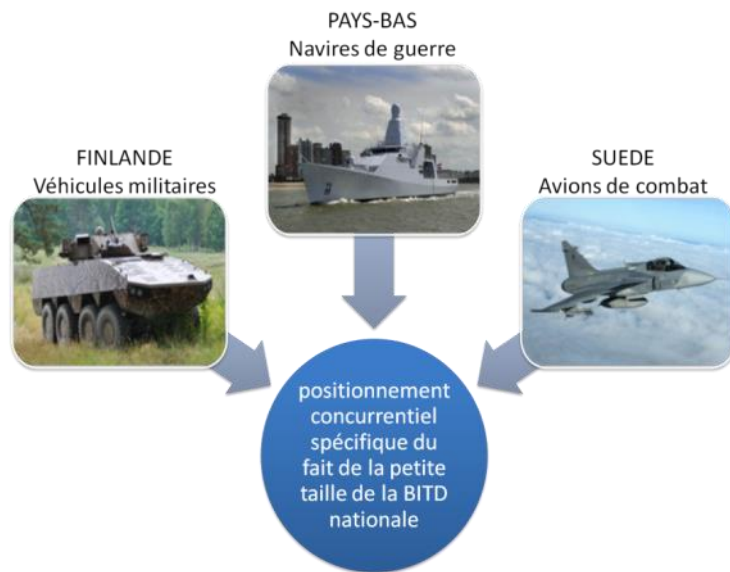 PAYS-BAS
Navires de guerre
FINLANDE
Véhicules militaires
SUEDE
Avions de combat
positionnement
concurrentiel
spécifique du
fait de la petite
taille de la BITD
nationale